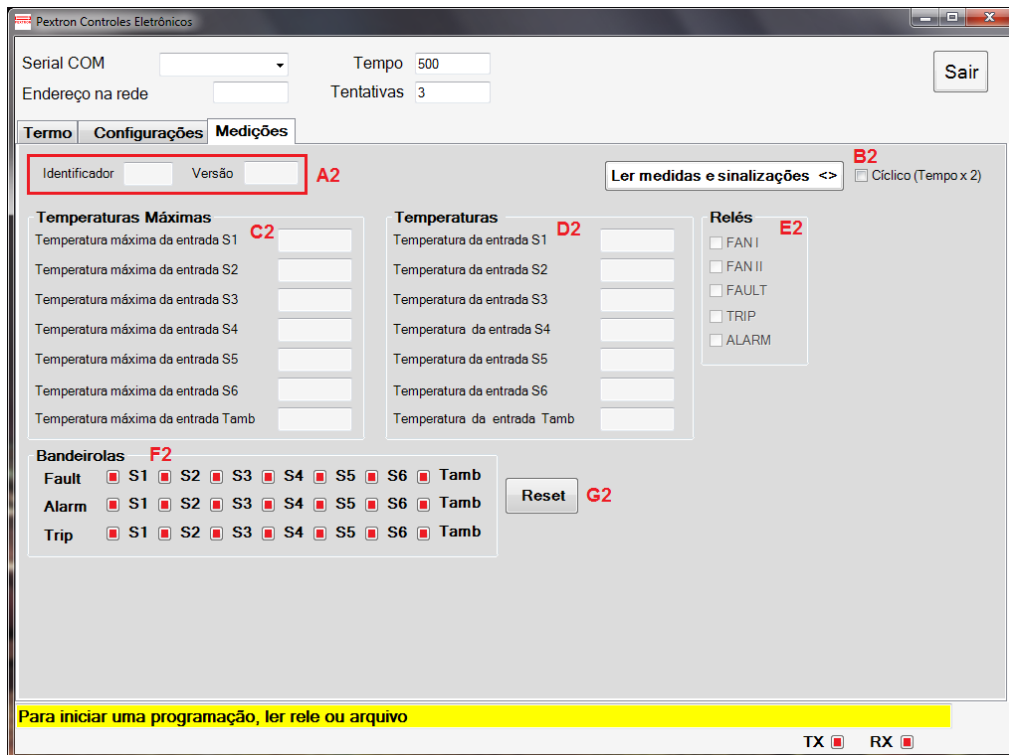 Pextron Controles Eletrônicos
Serial COM Tempo 500
Endereço na rede Tentativas 3
Sair
Termo Configurações Medições
Identificador Versão A2 Ler medidas e sinalizações <> B2 Cíclico (Tempo x 2)
Temperaturas Máximas C2 Temperaturas D2 Relés E2
Temperatura máxima da entrada S1 Temperatura da entrada S1 FAN I
Temperatura máxima da entrada S2 Temperatura da entrada S2 FAN II
Temperatura máxima da entrada S3 Temperatura da entrada S3 FAULT
Temperatura máxima da entrada S4 Temperatura da entrada S4 TRIP
Temperatura máxima da entrada S5 Temperatura da entrada S5 ALARM
Temperatura máxima da entrada S6 Temperatura da entrada S6
Temperatura máxima da entrada Tamb Temperatura da entrada Tamb
Bandeirolas F2
Fault S1 S2 S3 S4 S5 S6 Tamb
Alarm S1 S2 S3 S4 S5 S6 Tamb
Trip S1 S2 S3 S4 S5 S6 Tamb
Reset G2
Para iniciar uma programação, ler rele ou arquivo
TX RX